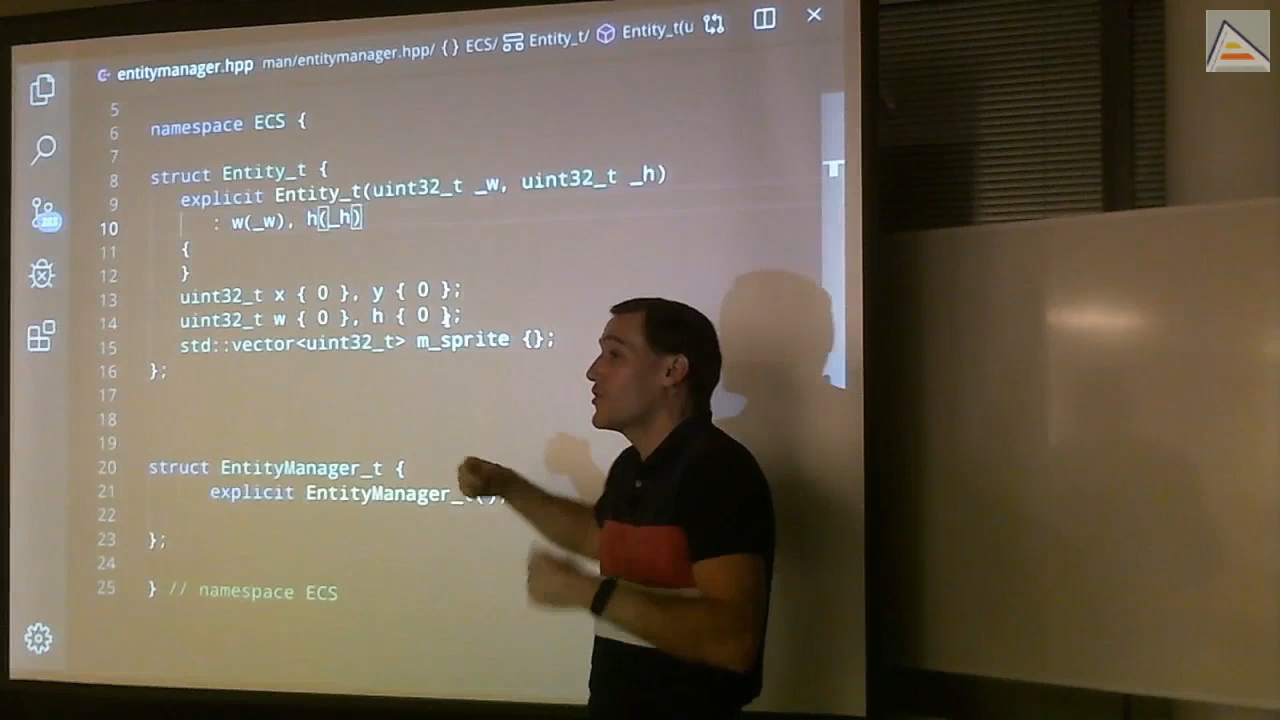 entitymanager.hpp man/entitymanager.hpp/ {} ECS/ Entity_t/ Entity_t(u
5
6 namespace ECS {
7
8 struct Entity_t {
9 explicit Entity_t(uint32_t _w, uint32_t _h)
10 : w(_w), h(_h)
11 {
12 }
13 uint32_t x { 0 }, y { 0 };
14 uint32_t w { 0 }, h { 0 };
15 std::vector<uint32_t> m_sprite {};
16 };
17
18
19
20 struct EntityManager_t {
21 explicit EntityManager_t();
22
23 };
24
25 } // namespace ECS